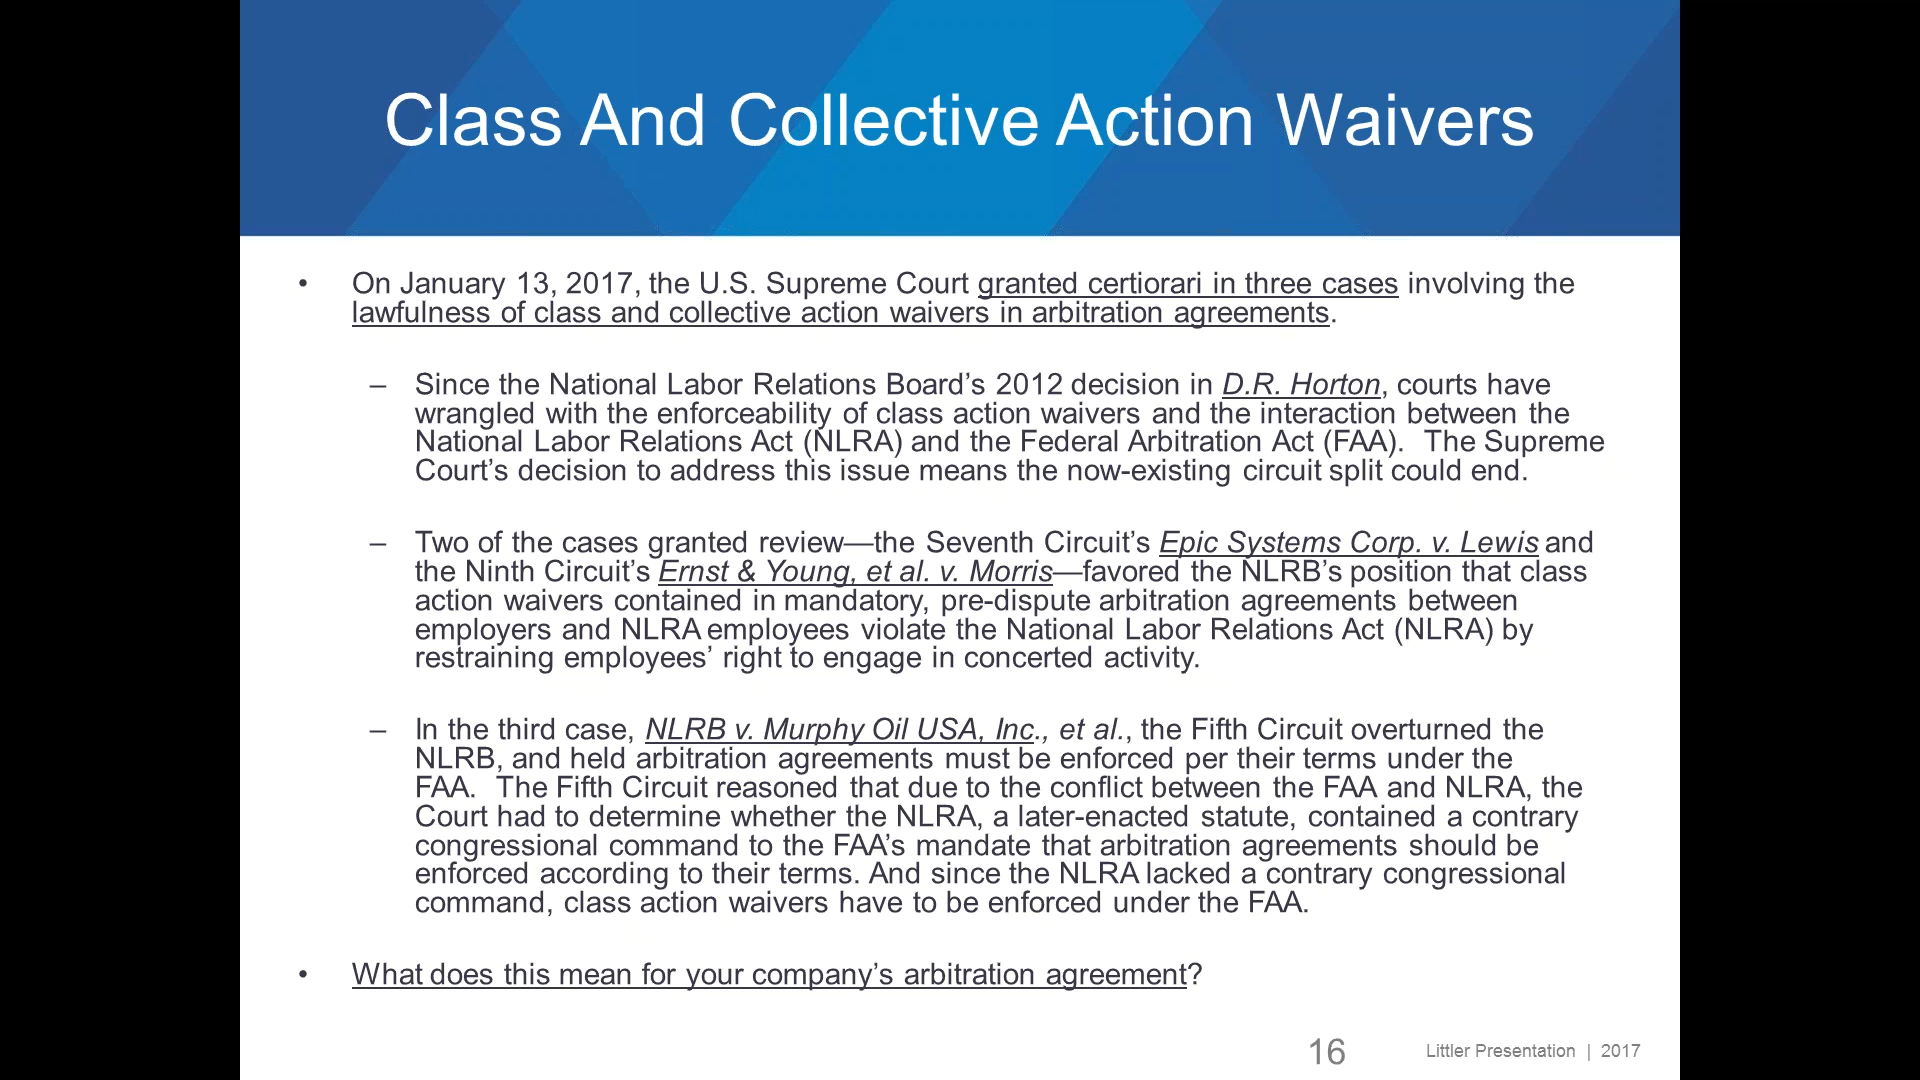 Class And Collective Action Waivers
• On January 13, 2017, the U.S. Supreme Court granted certiorari in three cases involving the
lawfulness of class and collective action waivers in arbitration agreements.
– Since the National Labor Relations Board’s 2012 decision in D.R. Horton, courts have
wrangled with the enforceability of class action waivers and the interaction between the
National Labor Relations Act (NLRA) and the Federal Arbitration Act (FAA).  The Supreme
Court’s decision to address this issue means the now-existing circuit split could end.
– Two of the cases granted review—the Seventh Circuit’s Epic Systems Corp. v. Lewis and
the Ninth Circuit’s Ernst & Young, et al. v. Morris—favored the NLRB’s position that class
action waivers contained in mandatory, pre-dispute arbitration agreements between
employers and NLRA employees violate the National Labor Relations Act (NLRA) by
restraining employees’ right to engage in concerted activity.
– In the third case, NLRB v. Murphy Oil USA, Inc., et al., the Fifth Circuit overturned the
NLRB, and held arbitration agreements must be enforced per their terms under the
FAA.  The Fifth Circuit reasoned that due to the conflict between the FAA and NLRA, the
Court had to determine whether the NLRA, a later-enacted statute, contained a contrary
congressional command to the FAA’s mandate that arbitration agreements should be
enforced according to their terms. And since the NLRA lacked a contrary congressional
command, class action waivers have to be enforced under the FAA.
• What does this mean for your company’s arbitration agreement?
16 Littler Presentation | 2017